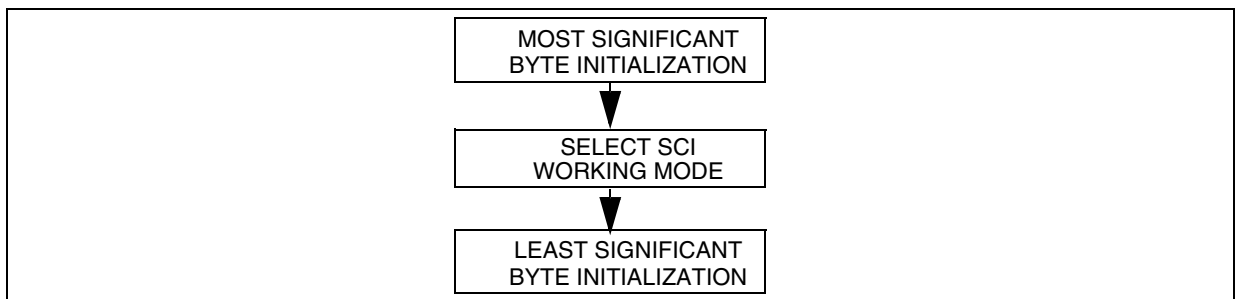 MOST SIGNIFICANT
BYTE INITIALIZATION
SELECT SCI
WORKING MODE
LEAST SIGNIFICANT
BYTE INITIALIZATION